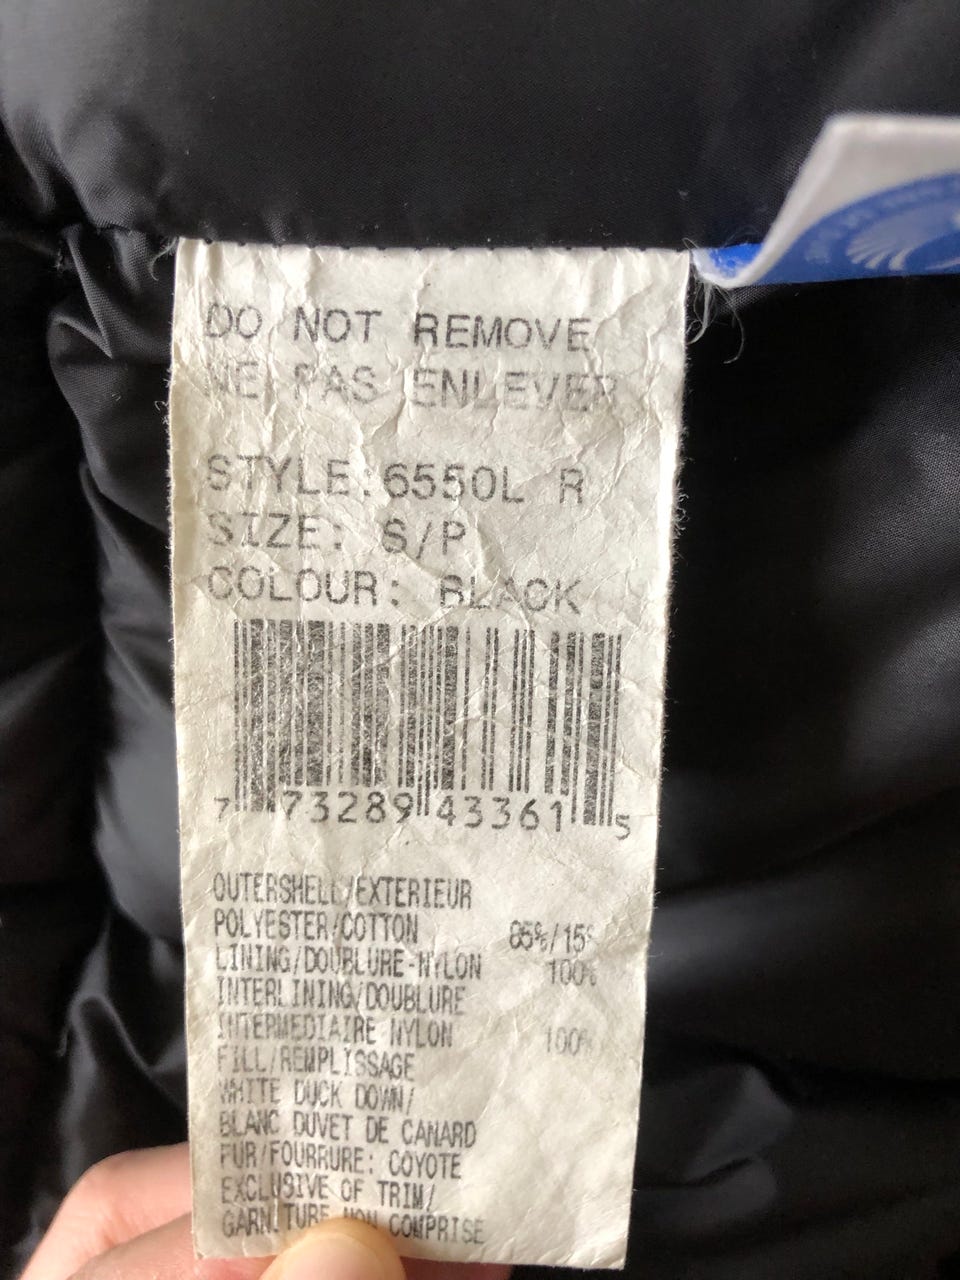 DO NOT REMOVE
NE PAS ENLEVER
STYLE:6550L R
SIZE: S/P
COLOUR: BLACK
7 73289 43361 5
OUTERSHELL/EXTERIEUR
POLYESTER/COTTON 85%/15%
LINING/DOUBLURE-NYLON 100%
INTERLINING/DOUBLURE
INTERMEDIAIRE NYLON 100%
FILL/REMPLISSAGE
WHITE DUCK DOWN/
BLANC DUVET DE CANARD
FUR/FOURRURE: COYOTE
EXCLUSIVE OF TRIM/
GARNITURE NON COMPRISE